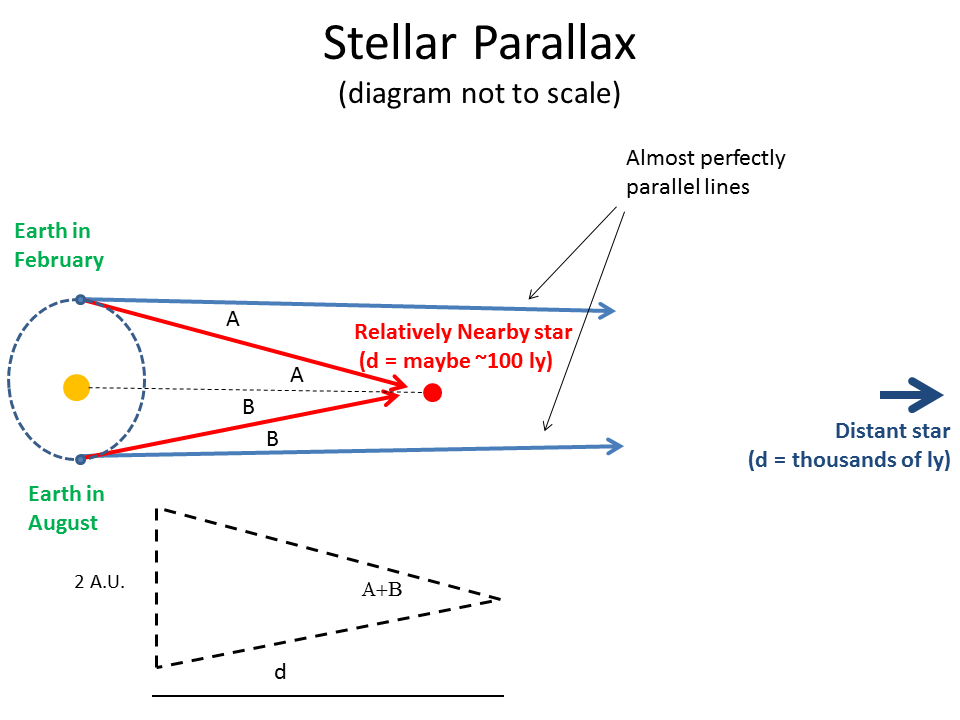 Stellar Parallax
(diagram not to scale)
Almost perfectly
parallel lines
Earth in
February
A
Relatively Nearby star
(d = maybe ~100 ly)
A
B
B
Distant star
(d = thousands of ly)
Earth in
August
2 A.U.
A+B
d